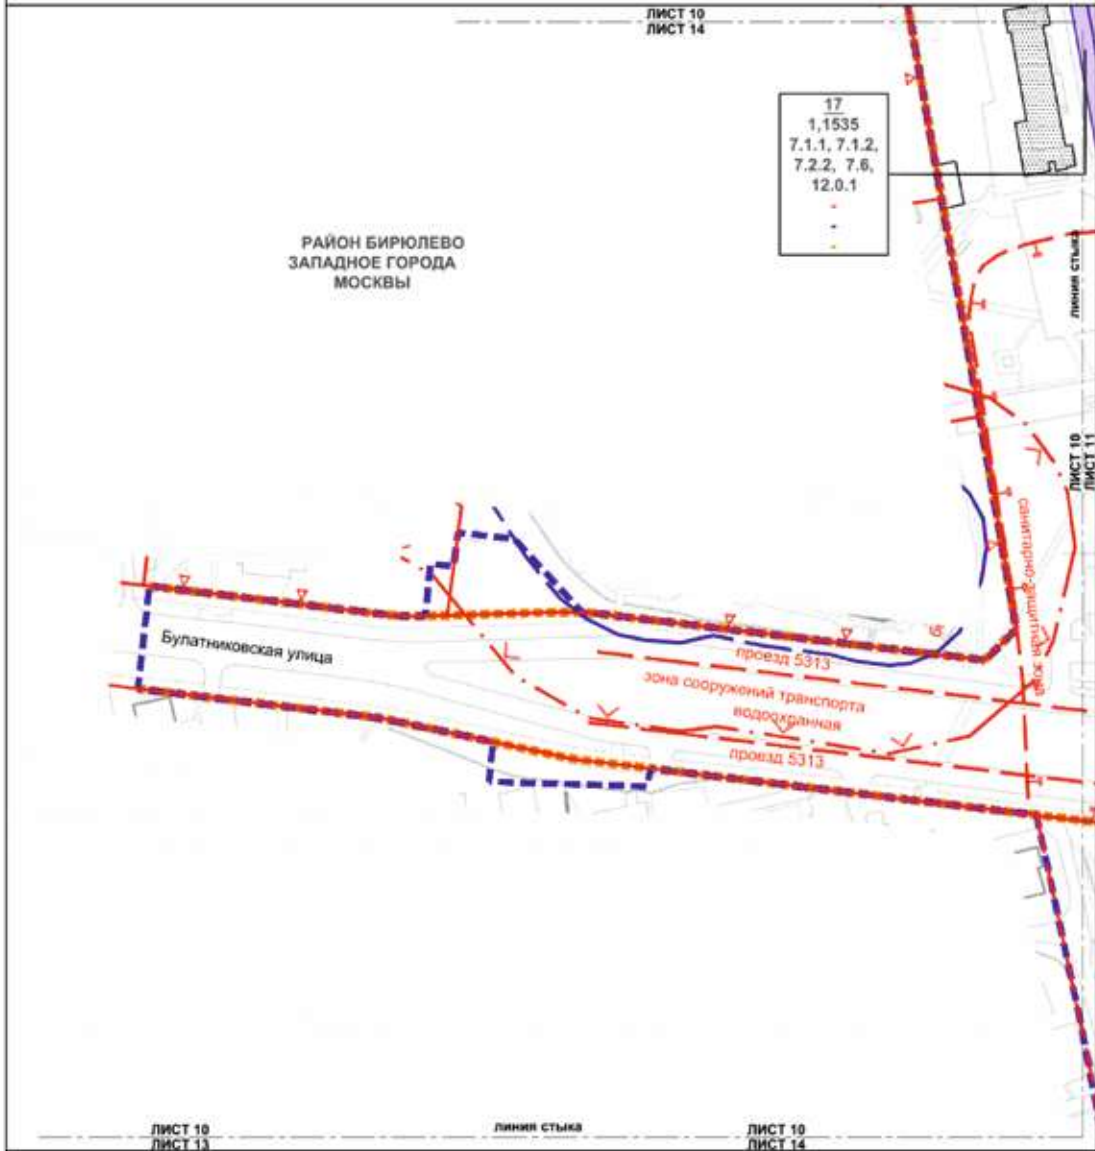 ЛИСТ 10
ЛИСТ 14
17
1,1535
7.1.1, 7.1.2,
7.2.2, 7.6,
12.0.1
-
-
-
РАЙОН БИРЮЛЕВО
ЗАПАДНОЕ ГОРОДА
МОСКВЫ
линия стыка
ЛИСТ 10
ЛИСТ 11
санитарно-защитная зона
Булатниковская улица
проезд 5313
зона сооружений транспорта
водоохранная
проезд 5313
ЛИСТ 10
ЛИСТ 13
линия стыка
ЛИСТ 10
ЛИСТ 14